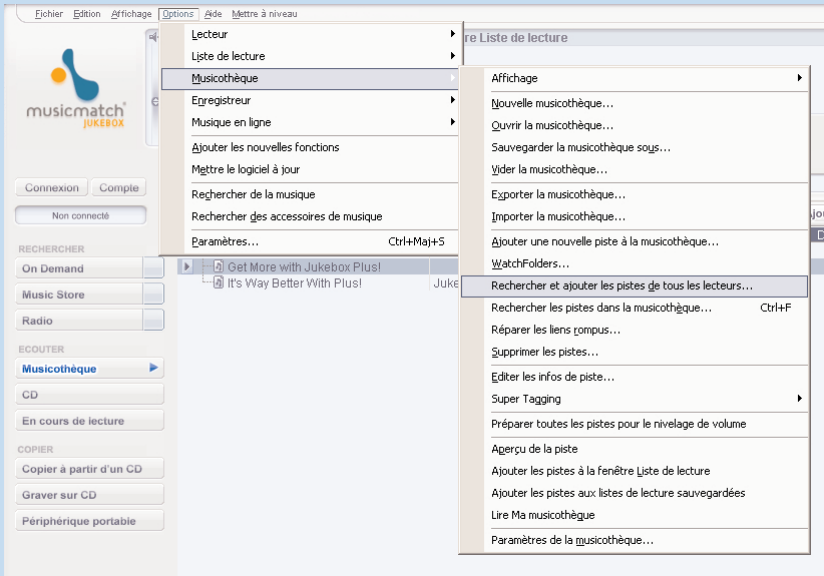 Fichier Edition Affichage Options Aide Mettre à niveau
re Liste de lecture
musicmatch
JUKEBOX
Connexion Compte
Non connecté
RECHERCHER
On Demand
Music Store
Radio
ECOUTER
Musicothèque
CD
En cours de lecture
COPIER
Copier à partir d'un CD
Graver sur CD
Périphérique portable
Lecteur
Liste de lecture
Musicothèque
Enregistreur
Musique en ligne
Ajouter les nouvelles fonctions
Mettre le logiciel à jour
Rechercher de la musique
Rechercher des accessoires de musique
Paramètres... Ctrl+Maj+S
Get More with Jukebox Plus!
It's Way Better With Plus! Juke
Affichage
Nouvelle musicothèque...
Ouvrir la musicothèque...
Sauvegarder la musicothèque sous...
Vider la musicothèque...
Exporter la musicothèque...
Importer la musicothèque...
Ajouter une nouvelle piste à la musicothèque...
WatchFolders...
Rechercher et ajouter les pistes de tous les lecteurs...
Rechercher les pistes dans la musicothèque... Ctrl+F
Réparer les liens rompus...
Supprimer les pistes...
Editer les infos de piste...
Super Tagging
Préparer toutes les pistes pour le nivelage de volume
Aperçu de la piste
Ajouter les pistes à la fenêtre Liste de lecture
Ajouter les pistes aux listes de lecture sauvegardées
Lire Ma musicothègue
Paramètres de la musicothèque...